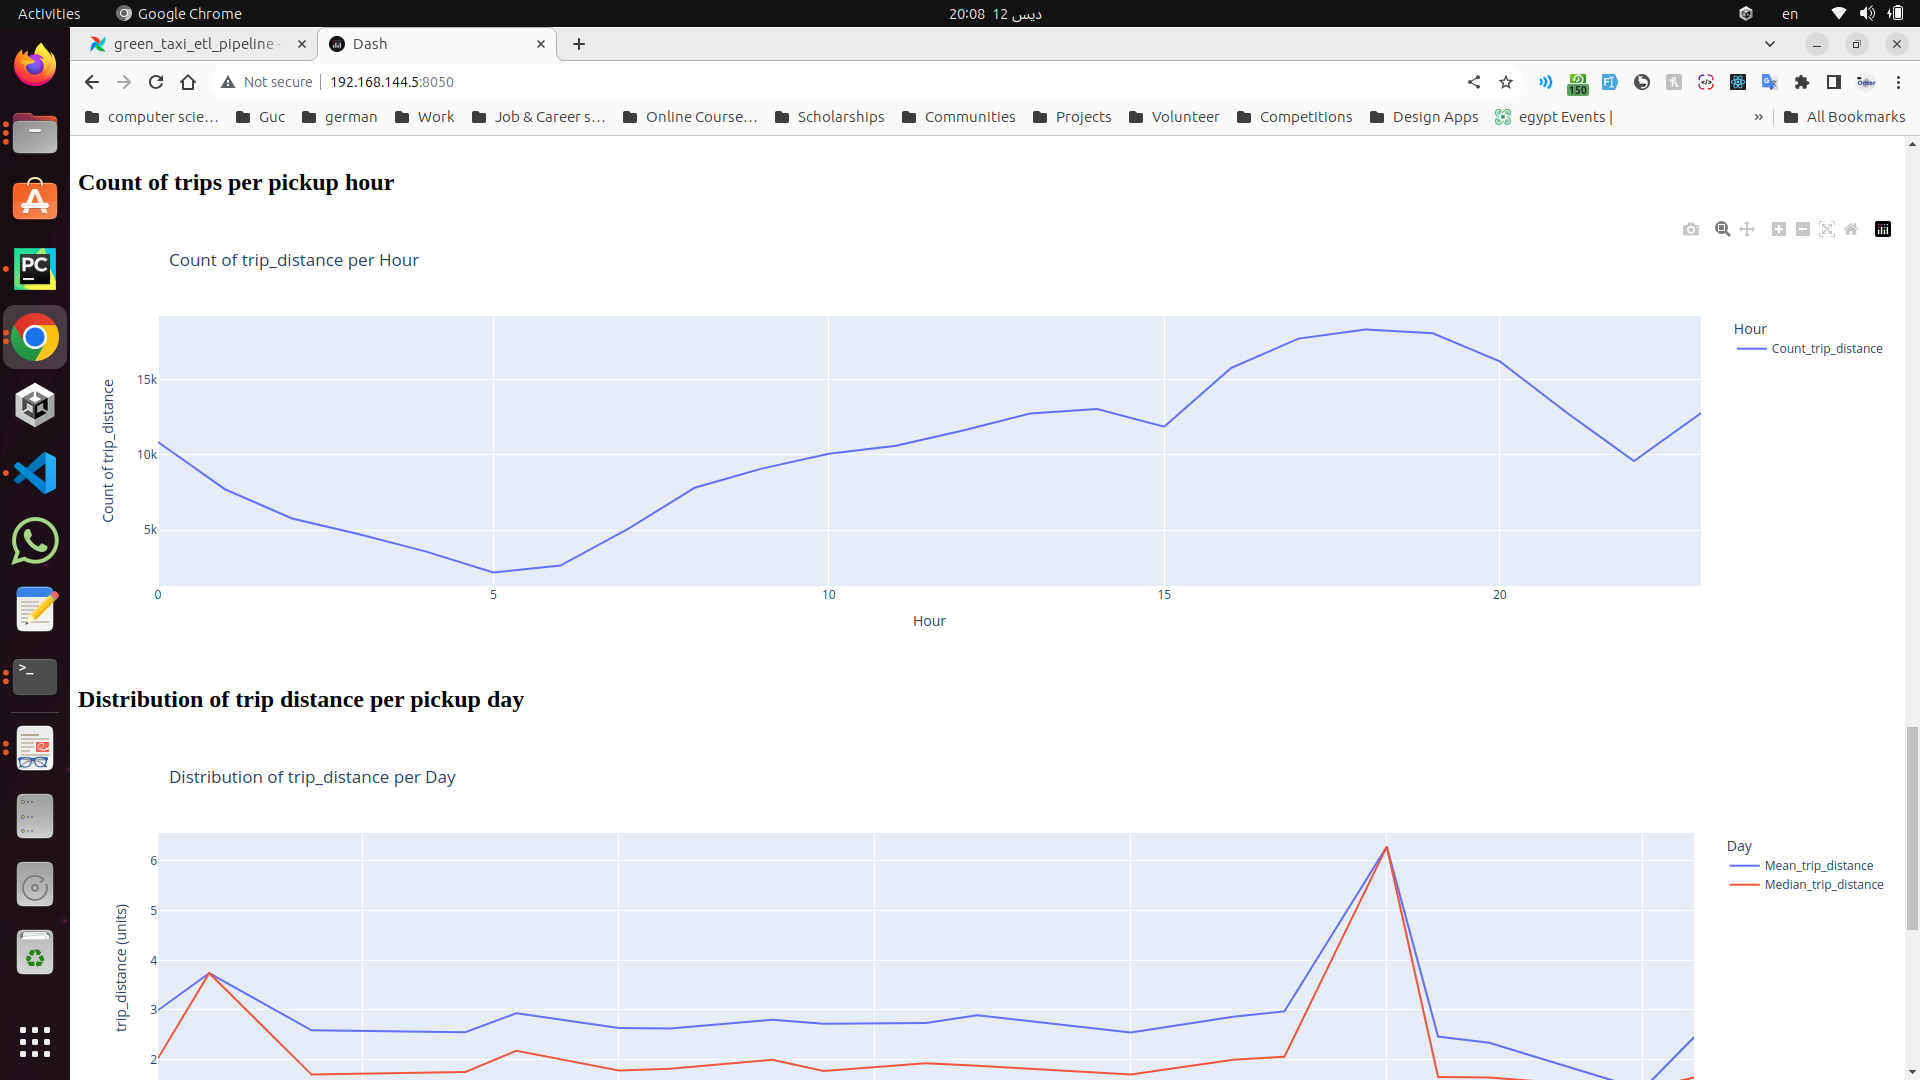 Activities
Google Chrome
20:08 12 ديس
en
green_taxi_etl_pipeline -
Dash
Not secure
192.168.144.5:8050
150
computer scie…
Guc
german
Work
Job & Career s…
Online Course…
Scholarships
Communities
Projects
Volunteer
Competitions
Design Apps
egypt Events |
»
All Bookmarks
Count of trips per pickup hour
Count of trip_distance per Hour
Count of trip_distance
15k
10k
5k
0
5
10
15
20
Hour
Hour
Count_trip_distance
Distribution of trip distance per pickup day
Distribution of trip_distance per Day
trip_distance (units)
6
5
4
3
2
Day
Mean_trip_distance
Median_trip_distance
PC
>_